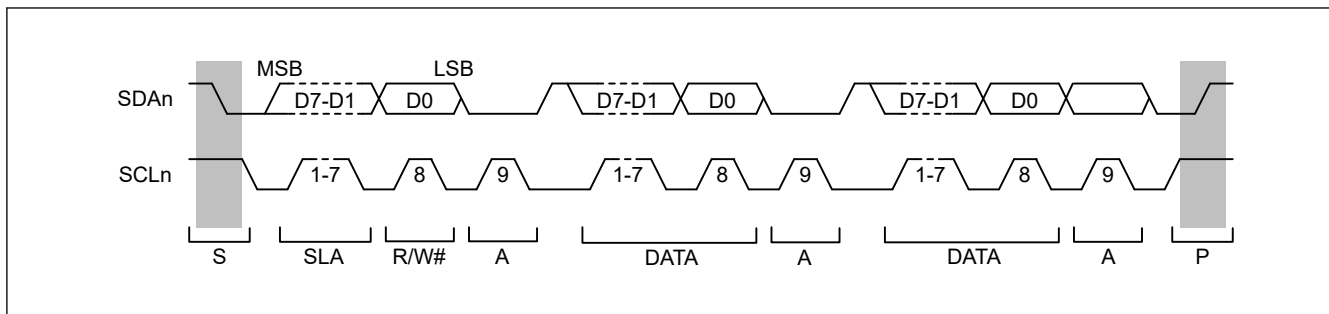 MSB LSB
SDAn D7-D1 D0 D7-D1 D0 D7-D1 D0
SCLn 1-7 8 9 1-7 8 9 1-7 8 9
S SLA R/W# A DATA A DATA A P